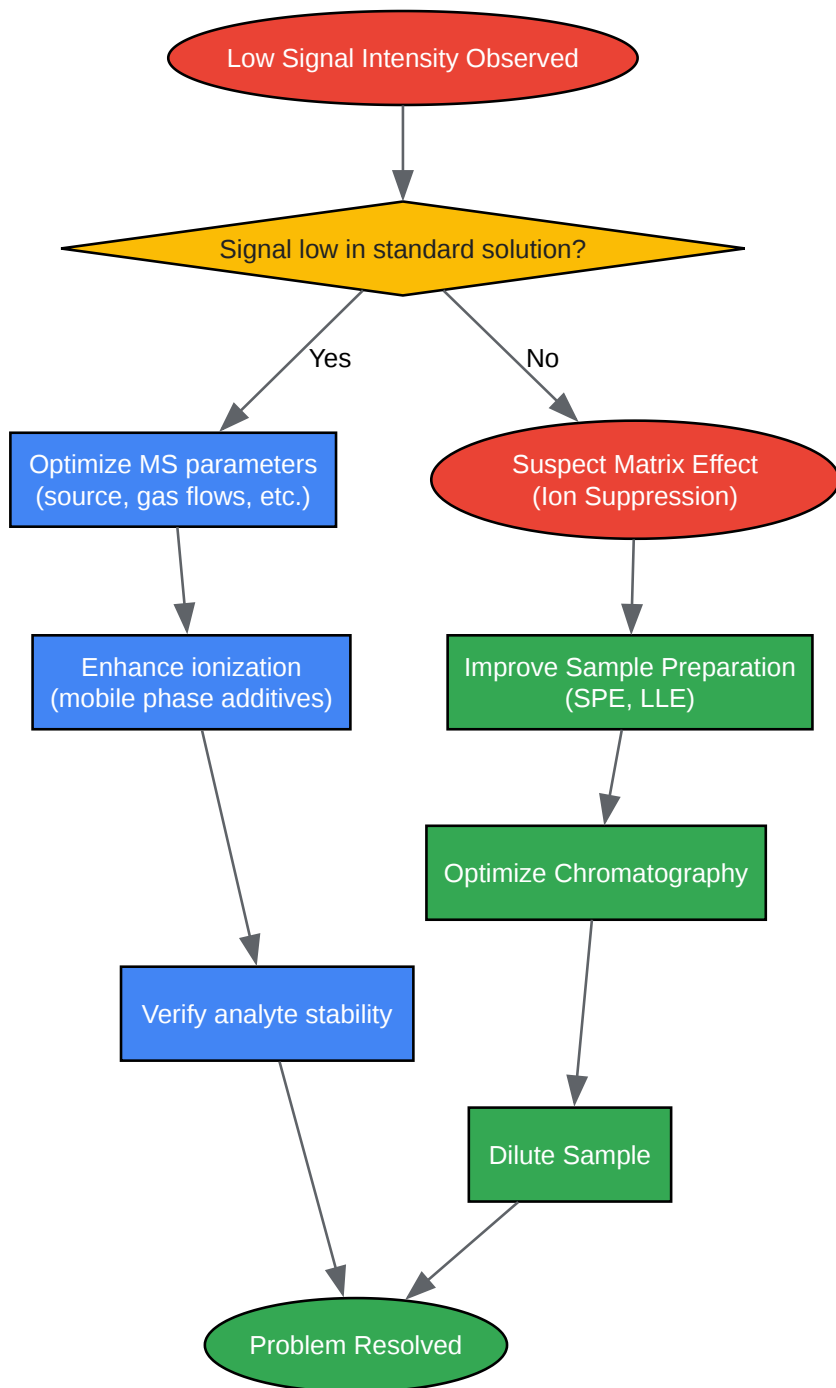 Low Signal Intensity Observed
Signal low in standard solution?
Yes
No
Optimize MS parameters
(source, gas flows, etc.)
Suspect Matrix Effect
(Ion Suppression)
Enhance ionization
(mobile phase additives)
Improve Sample Preparation
(SPE, LLE)
Optimize Chromatography
Verify analyte stability
Dilute Sample
Problem Resolved